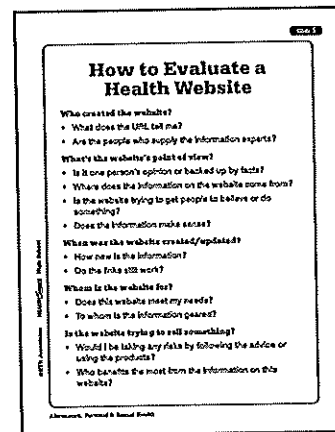 How to Evaluate a
Health Website
Who created the website?
• What does the URL tell me?
• Are the people who supply the information experts?
What's the website's point of view?
• Is it one person's opinion or backed up by facts?
• Where does the information on the website come from?
• Is the website trying to get people to believe or do
something?
• Does the information make sense?
When was the website created/updated?
• How new is the information?
• Do the links still work?
Whom is the website for?
• Does this website meet my needs?
• To whom is the information geared?
Is the website trying to sell something?
• Would I be taking any risks by following the advice or
using the products?
• Who benefits the most from the information on this
website?
High School